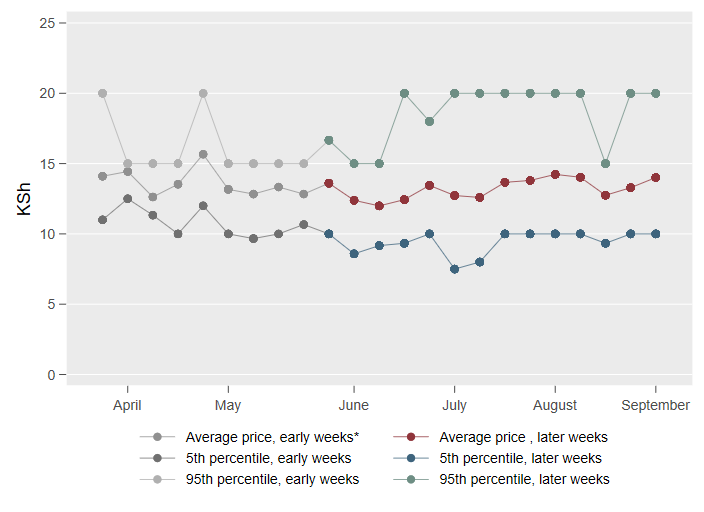 25
20
15
10
5
0
KSh
April May June July August September
Average price, early weeks* Average price , later weeks
5th percentile, early weeks 5th percentile, later weeks
95th percentile, early weeks 95th percentile, later weeks